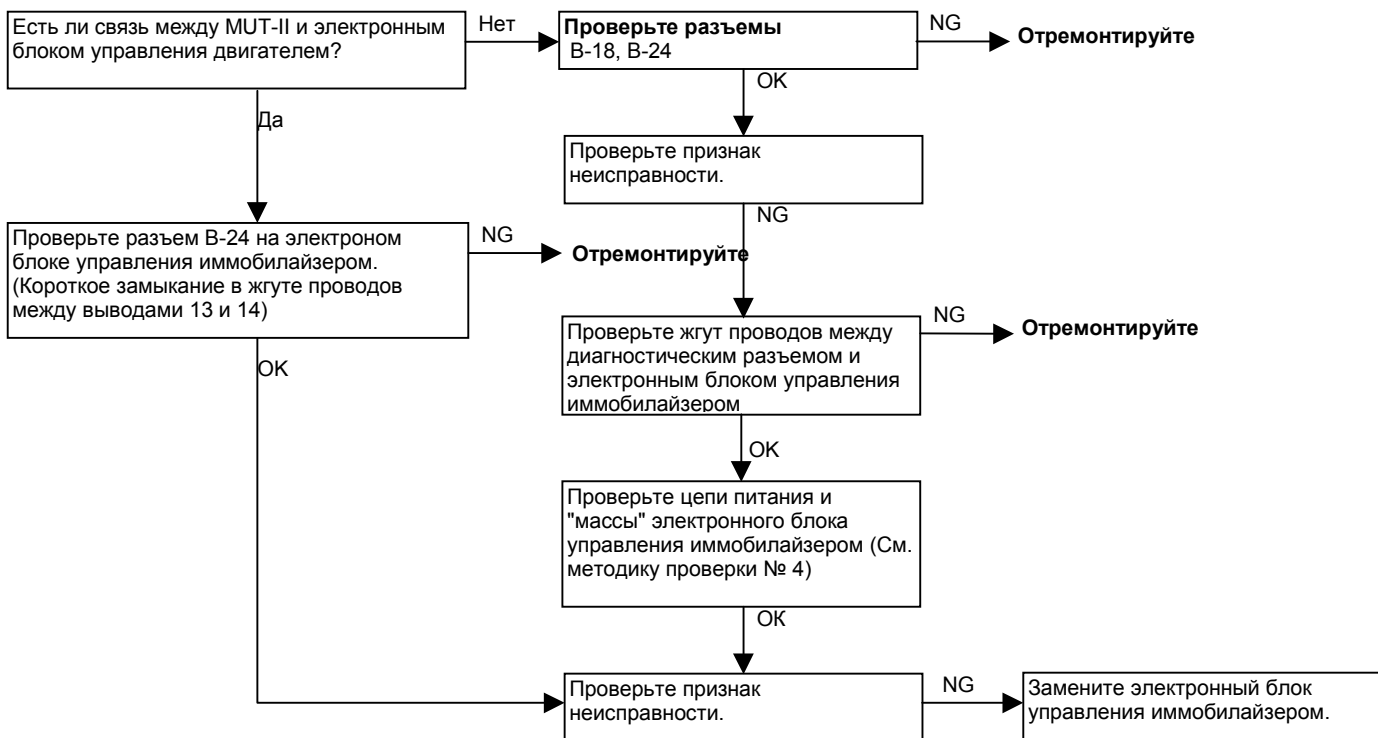 Есть ли связь между MUT-II и электронным
блоком управления двигателем?
Нет
Проверьте разъемы
B-18, B-24
NG
Отремонтируйте
OK
Да
Проверьте признак
неисправности.
NG
Проверьте разъем B-24 на электроном
блоке управления иммобилайзером.
(Короткое замыкание в жгуте проводов
между выводами 13 и 14)
NG
Отремонтируйте
OK
Проверьте жгут проводов между
диагностическим разъемом и
электронным блоком управления
иммобилайзером
NG
Отремонтируйте
OK
Проверьте цепи питания и
"массы" электронного блока
управления иммобилайзером (См.
методику проверки № 4)
OK
Проверьте признак
неисправности.
NG
Замените электронный блок
управления иммобилайзером.